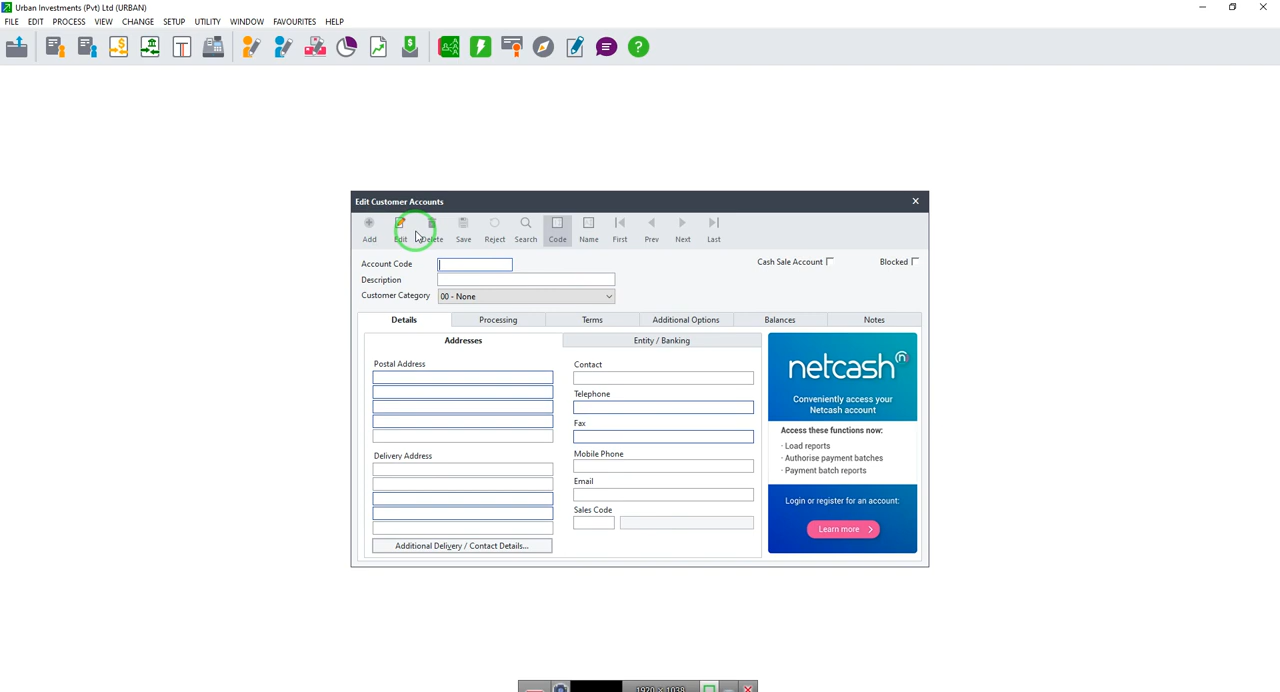 Urban Investments (Pvt) Ltd (URBAN)
FILE EDIT PROCESS VIEW CHANGE SETUP UTILITY WINDOW FAVOURITES HELP
Edit Customer Accounts
Add Edit Delete Save Reject Search Code Name First Prev Next Last
Account Code
Cash Sale Account
Blocked
Description
Customer Category 00 - None
Details Processing Terms Additional Options Balances Notes
Addresses Entity / Banking
Postal Address
Delivery Address
Additional Delivery / Contact Details...
Contact
Telephone
Fax
Mobile Phone
Email
Sales Code
netcash n
Conveniently access your
Netcash account
Access these functions now:
· Load reports
· Authorise payment batches
· Payment batch reports
Login or register for an account:
Learn more >
1920 × 1038